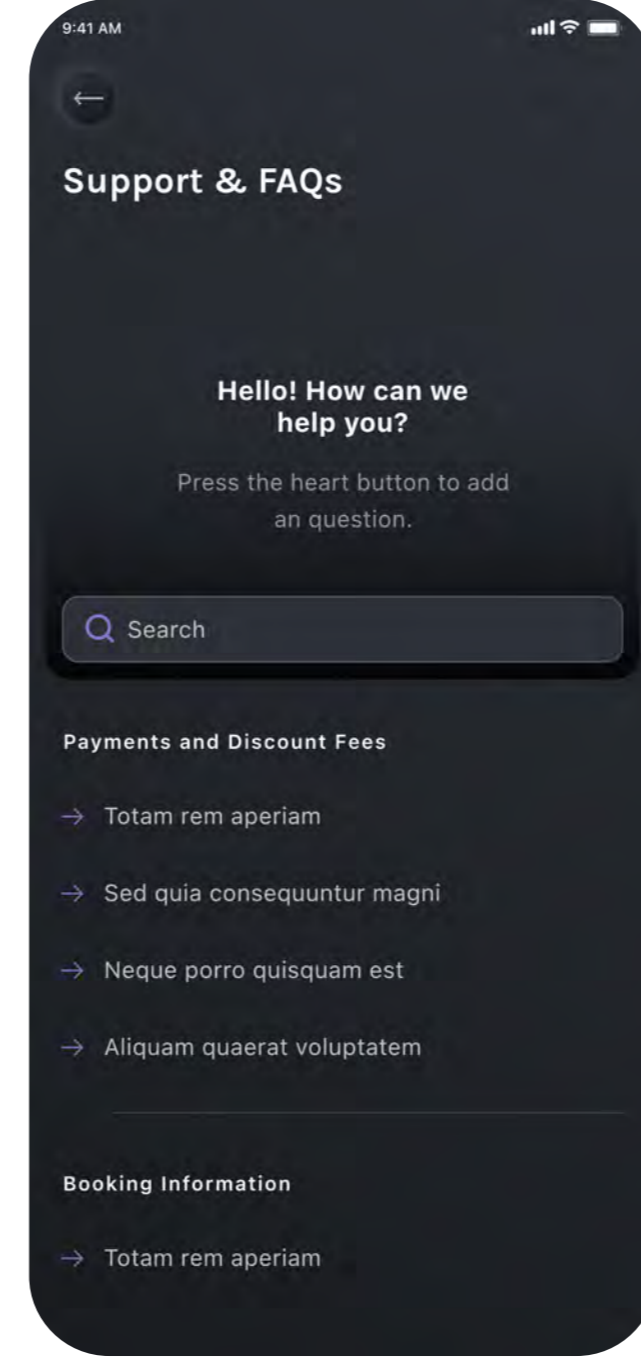 9:41 AM
Support & FAQs
Hello! How can we
help you?
Press the heart button to add
an question.
Search
Payments and Discount Fees
Totam rem aperiam
Sed quia consequuntur magni
Neque porro quisquam est
Aliquam quaerat voluptatem
Booking Information
Totam rem aperiam